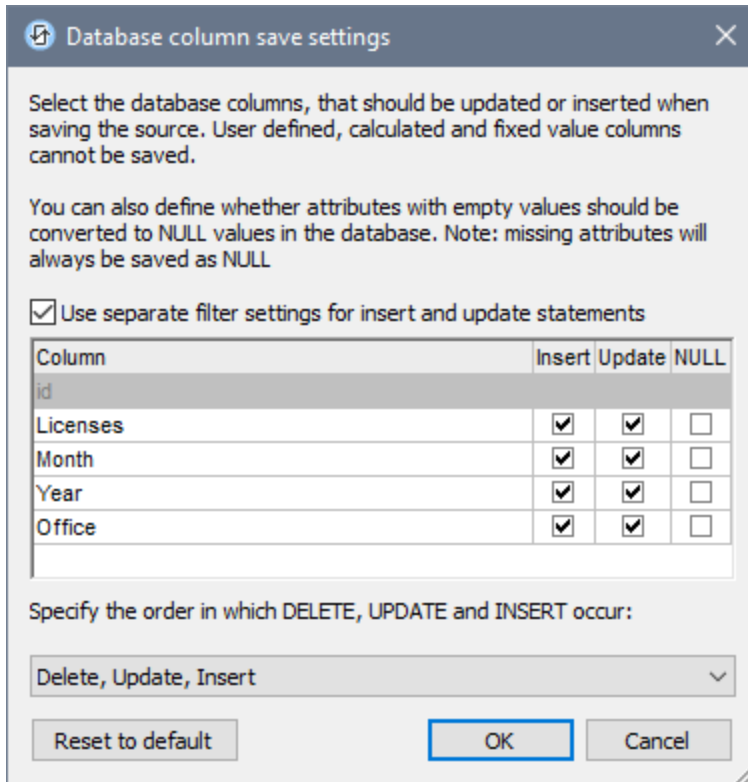 Database column save settings
Select the database columns, that should be updated or inserted when
saving the source. User defined, calculated and fixed value columns
cannot be saved.
You can also define whether attributes with empty values should be
converted to NULL values in the database. Note: missing attributes will
always be saved as NULL
Use separate filter settings for insert and update statements
Column Insert Update NULL
id
Licenses
Month
Year
Office
Specify the order in which DELETE, UPDATE and INSERT occur:
Delete, Update, Insert
Reset to default OK Cancel